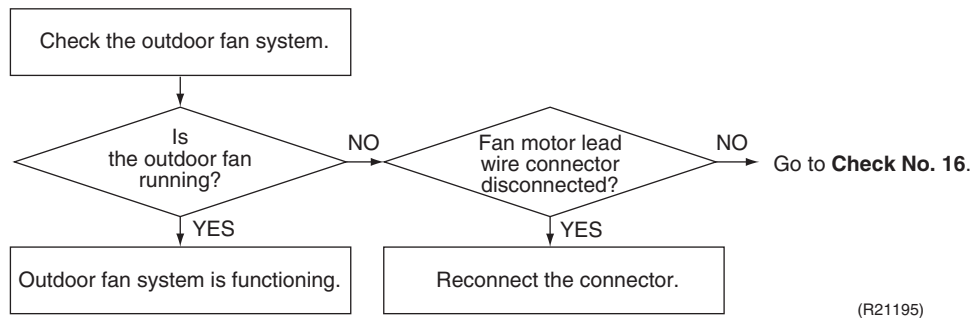 Check the outdoor fan system.
Is
the outdoor fan
running?
NO
Fan motor lead
wire connector
disconnected?
NO
Go to Check No. 16.
YES
YES
Outdoor fan system is functioning.
Reconnect the connector.
(R21195)